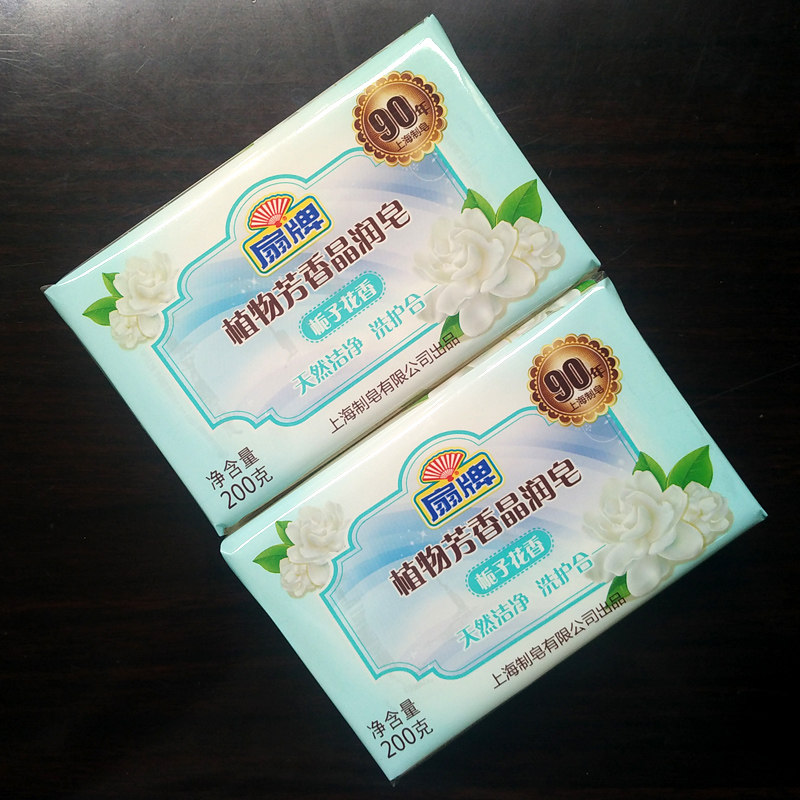 90年
上海制皂
扇牌
植物芳香晶润皂
栀子花香
天然洁净 洗护合一
上海制皂有限公司出品
净含量
200克
90年
上海制皂
扇牌
植物芳香晶润皂
栀子花香
天然洁净 洗护合一
上海制皂有限公司出品
净含量
200克